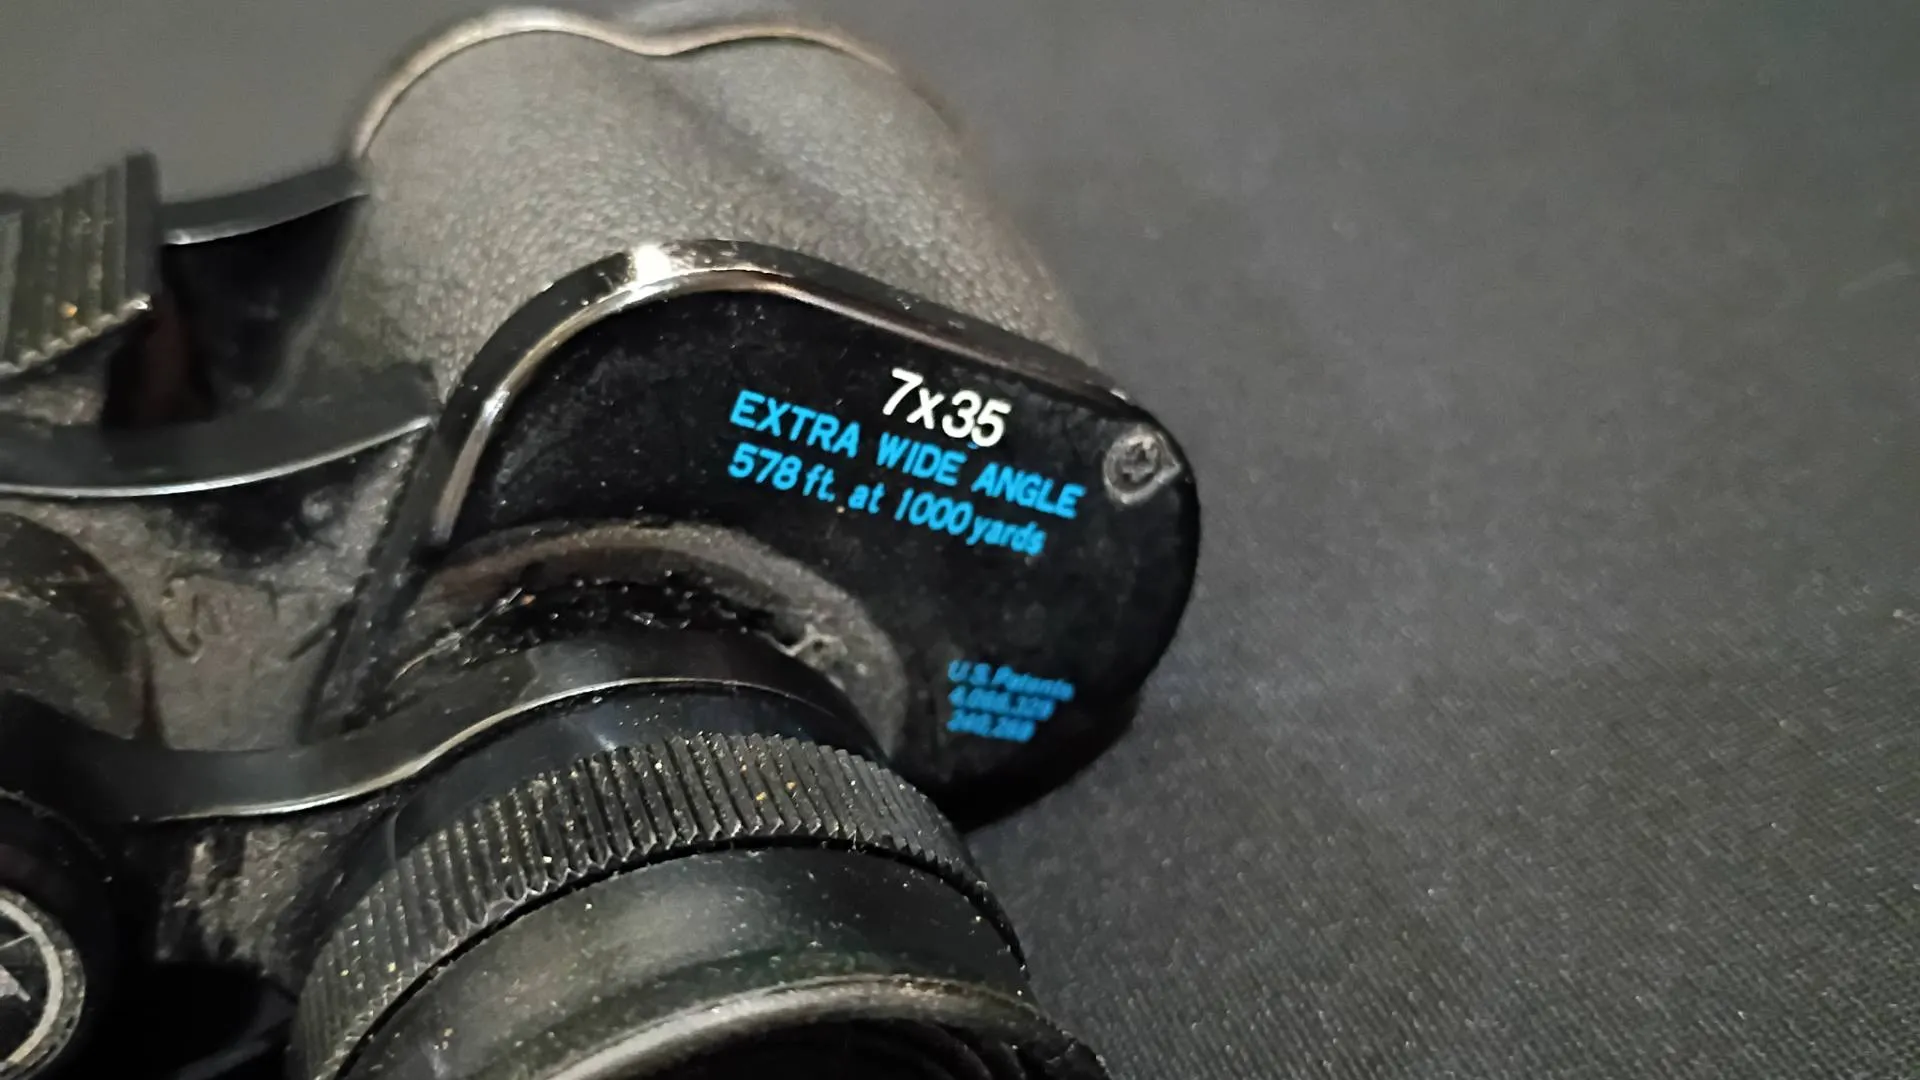 7x35
EXTRA WIDE ANGLE
578 ft. at 1000 yards
U.S. Patents